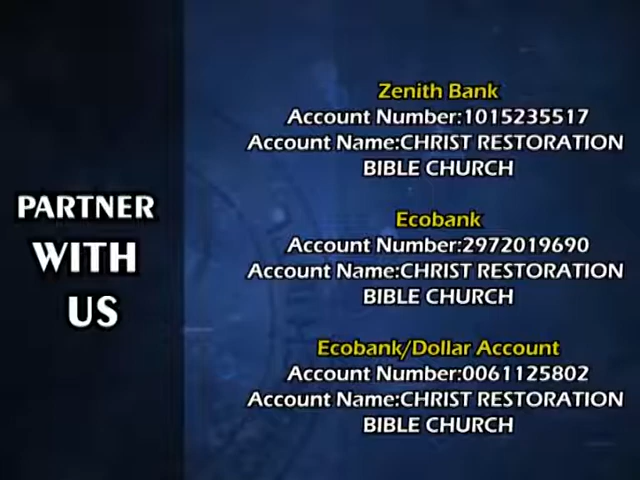 PARTNER
WITH
US
Zenith Bank
Account Number:1015235517
Account Name:CHRIST RESTORATION
BIBLE CHURCH
Ecobank
Account Number:2972019690
Account Name:CHRIST RESTORATION
BIBLE CHURCH
Ecobank/Dollar Account
Account Number:0061125802
Account Name:CHRIST RESTORATION
BIBLE CHURCH